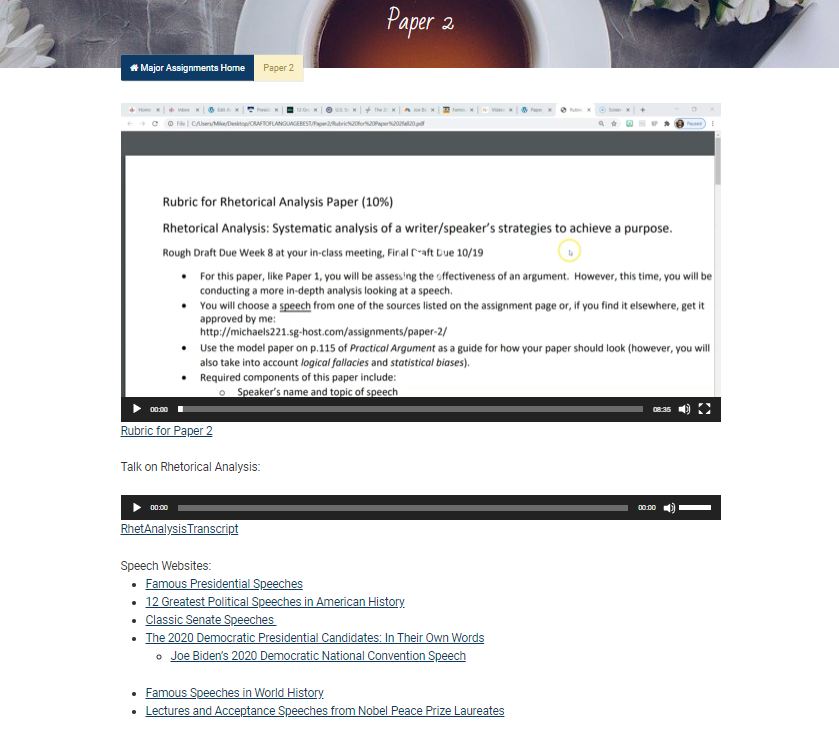 Paper 2
Major Assignments Home
Paper 2
Home
Inbox
File
C:/Users/Mike/Desktop/CRAFTOFLANGUAGEBEST/Paper2/Rubric%20for%20Paper%202fall20.pdf
Paused
Rubric for Rhetorical Analysis Paper (10%)
Rhetorical Analysis: Systematic analysis of a writer/speaker's strategies to achieve a purpose.
Rough Draft Due Week 8 at your in-class meeting, Final Draft Due 10/19
• For this paper, like Paper 1, you will be assessing the effectiveness of an argument. However, this time, you will be
conducting a more in-depth analysis looking at a speech.
• You will choose a speech from one of the sources listed on the assignment page or, if you find it elsewhere, get it
approved by me:
http://michaels221.sg-host.com/assignments/paper-2/
• Use the model paper on p.115 of Practical Argument as a guide for how your paper should look (however, you will
also take into account logical fallacies and statistical biases).
• Required components of this paper include:
o Speaker's name and topic of speech
00:00 08:35
Rubric for Paper 2
Talk on Rhetorical Analysis:
00:00 00:00
RhetAnalysisTranscript
Speech Websites:
• Famous Presidential Speeches
• 12 Greatest Political Speeches in American History
• Classic Senate Speeches
• The 2020 Democratic Presidential Candidates: In Their Own Words
o Joe Biden's 2020 Democratic National Convention Speech
• Famous Speeches in World History
• Lectures and Acceptance Speeches from Nobel Peace Prize Laureates